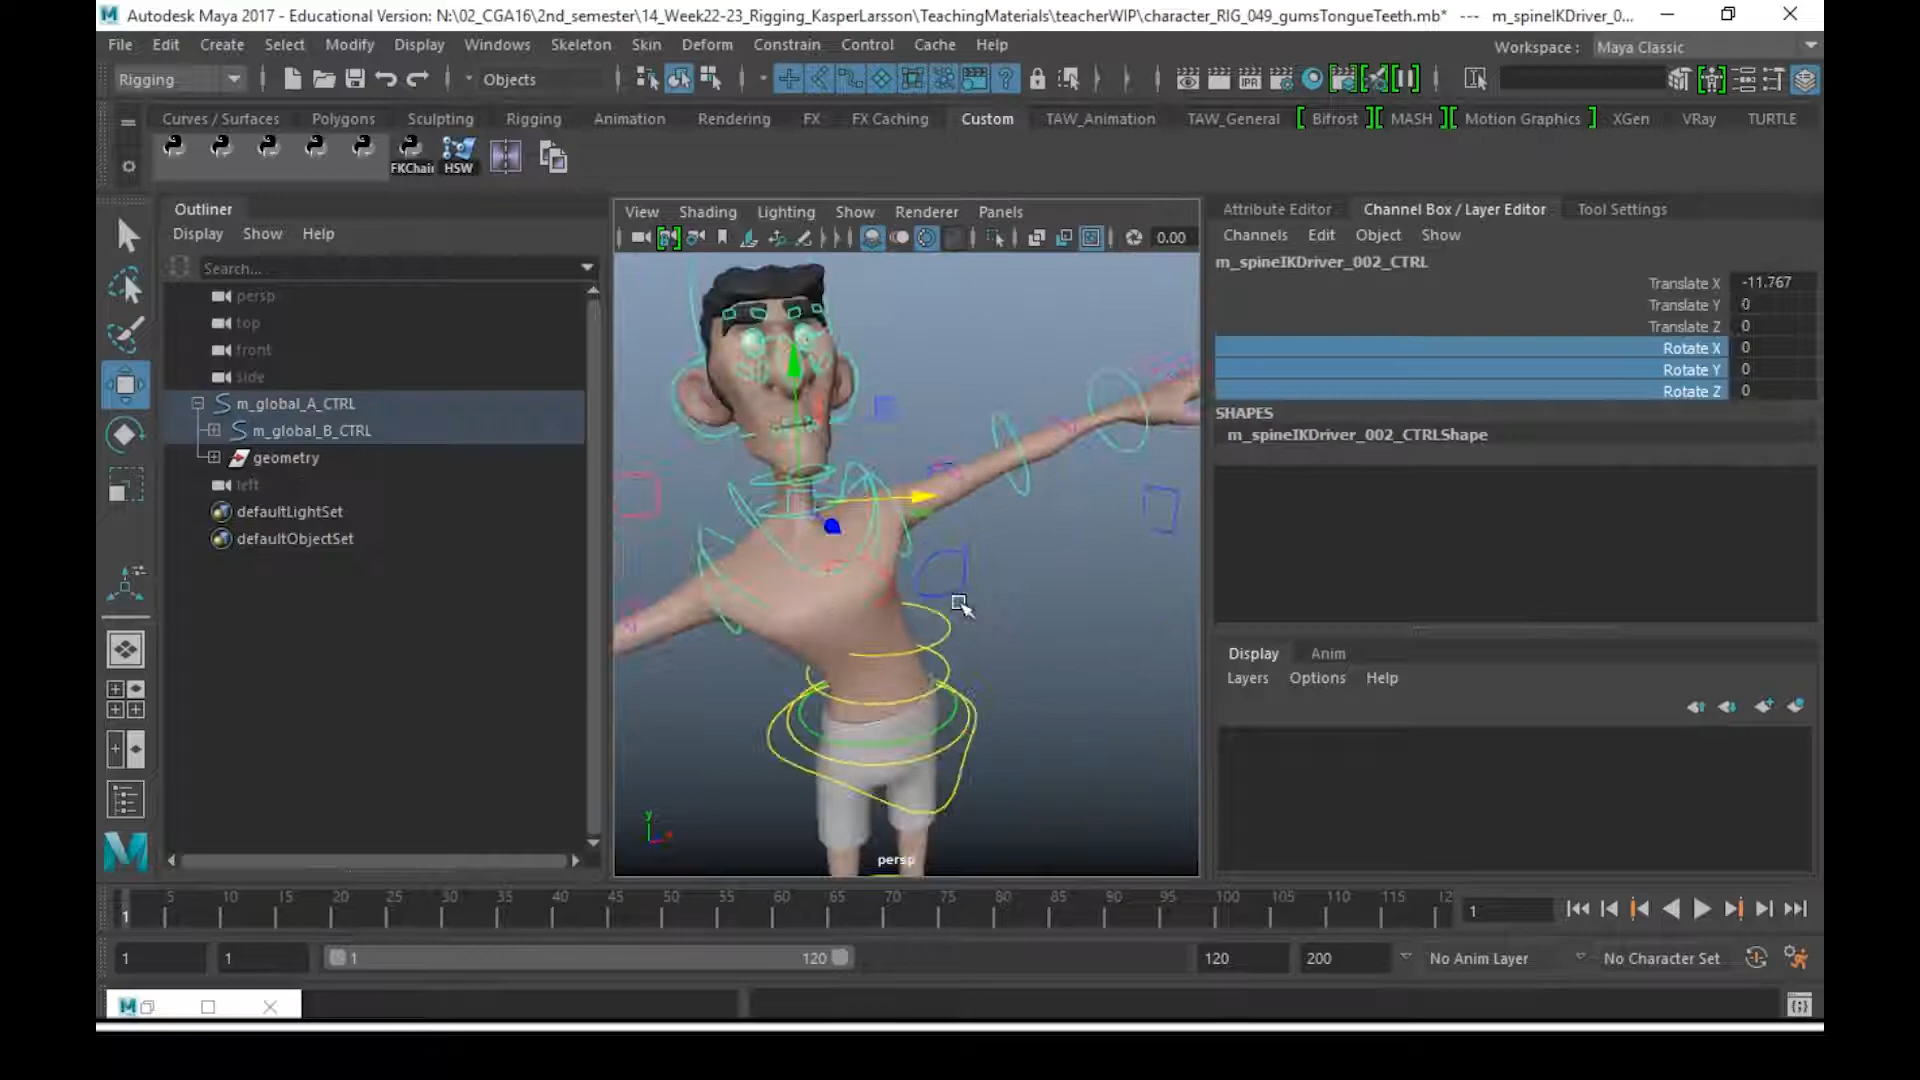 Autodesk Maya 2017 - Educational Version: N:\02_CGA16\2nd_semester\14_Week22-23_Rigging_KasperLarsson\TeachingMaterials\teacherWIP\character_RIG_049_gumsTongueTeeth.mb* --- m_spineIKDriver_0...
File Edit Create Select Modify Display Windows Skeleton Skin Deform Constrain Control Cache Help
Workspace : Maya Classic
Rigging Objects IPR
Curves / Surfaces Polygons Sculpting Rigging Animation Rendering FX FX Caching Custom TAW_Animation TAW_General Bifrost MASH Motion Graphics XGen VRay TURTLE
FKChair HSW
Outliner
Display Show Help
Search...
persp
top
front
side
m_global_A_CTRL
m_global_B_CTRL
geometry
left
defaultLightSet
defaultObjectSet
View Shading Lighting Show Renderer Panels
0.00
y
persp
Attribute Editor Channel Box / Layer Editor Tool Settings
Channels Edit Object Show
m_spineIKDriver_002_CTRL
Translate X -11.767
Translate Y 0
Translate Z 0
Rotate X 0
Rotate Y 0
Rotate Z 0
SHAPES
m_spineIKDriver_002_CTRLShape
Display Anim
Layers Options Help
5 10 15 20 25 30 35 40 45 50 55 60 65 70 75 80 85 90 95 100 105 110 115 12
1 1
1 1 1 120 120 200 No Anim Layer No Character Set